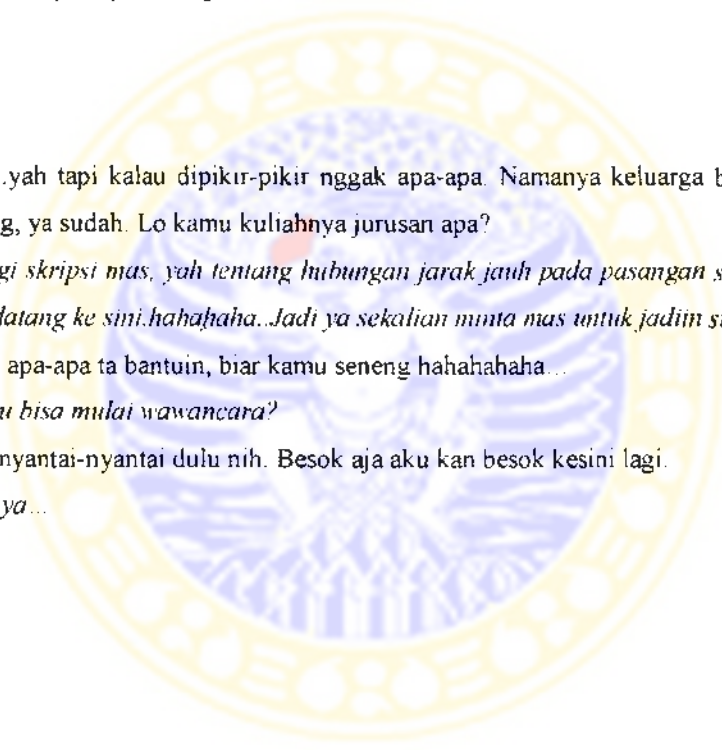 .yah tapi kalau dipikir-pikir nggak apa-apa. Namanya keluarga b
g, ya sudah. Lo kamu kuliahnya jurusan apa?
gi skripsi mas, yah tentang hubungan jarak jauh pada pasangan s
datang ke sini.hahahaha..Jadi ya sekalian minta mas untuk jadiin s
apa-apa ta bantuin, biar kamu seneng hahahahaha...
u bisa mulai wawancara?
nyantai-nyantai dulu nih. Besok aja aku kan besok kesini lagi.
ya...